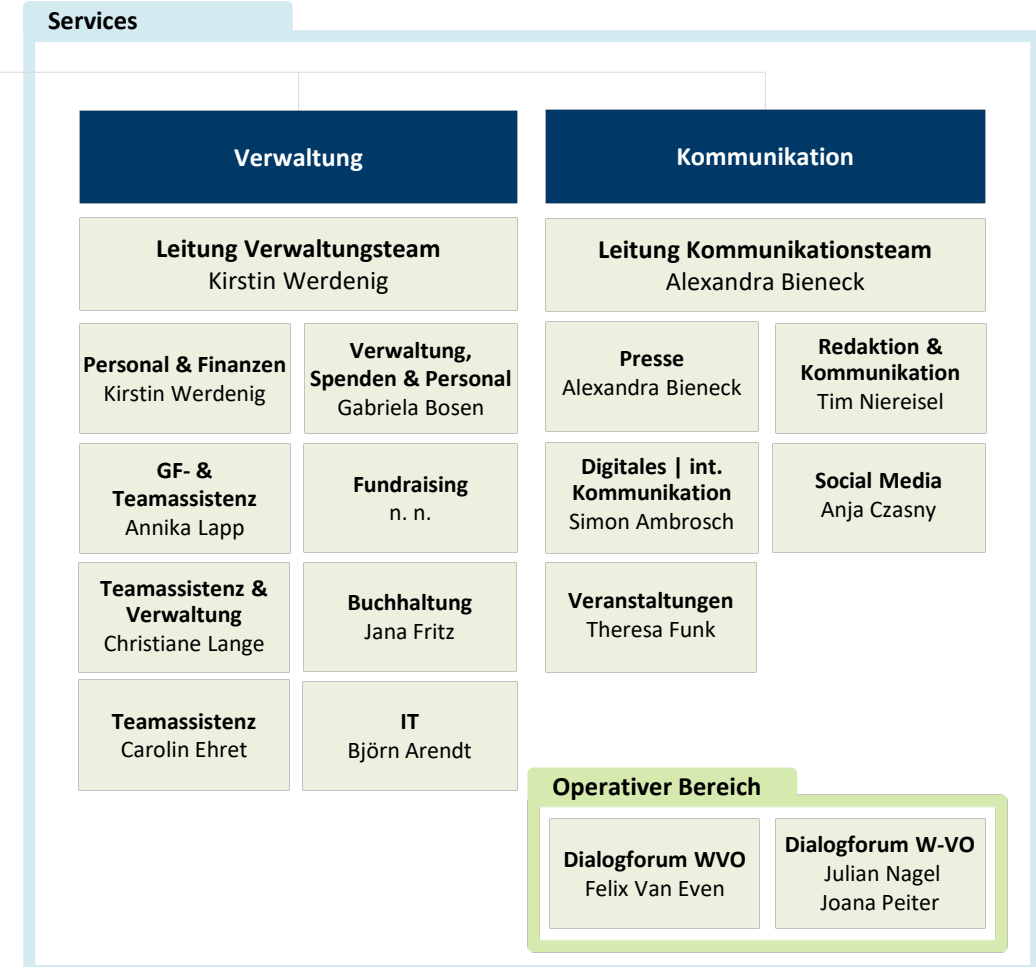 Services
Verwaltung
Kommunikation
Leitung Verwaltungsteam
Kirstin Werdenig
Leitung Kommunikationsteam
Alexandra Bieneck
Personal & Finanzen
Kirstin Werdenig
Verwaltung,
Spenden & Personal
Gabriela Bosen
Presse
Alexandra Bieneck
Redaktion &
Kommunikation
Tim Niereisel
GF- &
Teamassistenz
Annika Lapp
Fundraising
n. n.
Digitales | int.
Kommunikation
Simon Ambrosch
Social Media
Anja Czasny
Teamassistenz &
Verwaltung
Christiane Lange
Buchhaltung
Jana Fritz
Veranstaltungen
Theresa Funk
Teamassistenz
Carolin Ehret
IT
Björn Arendt
Operativer Bereich
Dialogforum WVO
Felix Van Even
Dialogforum W-VO
Julian Nagel
Joana Peiter